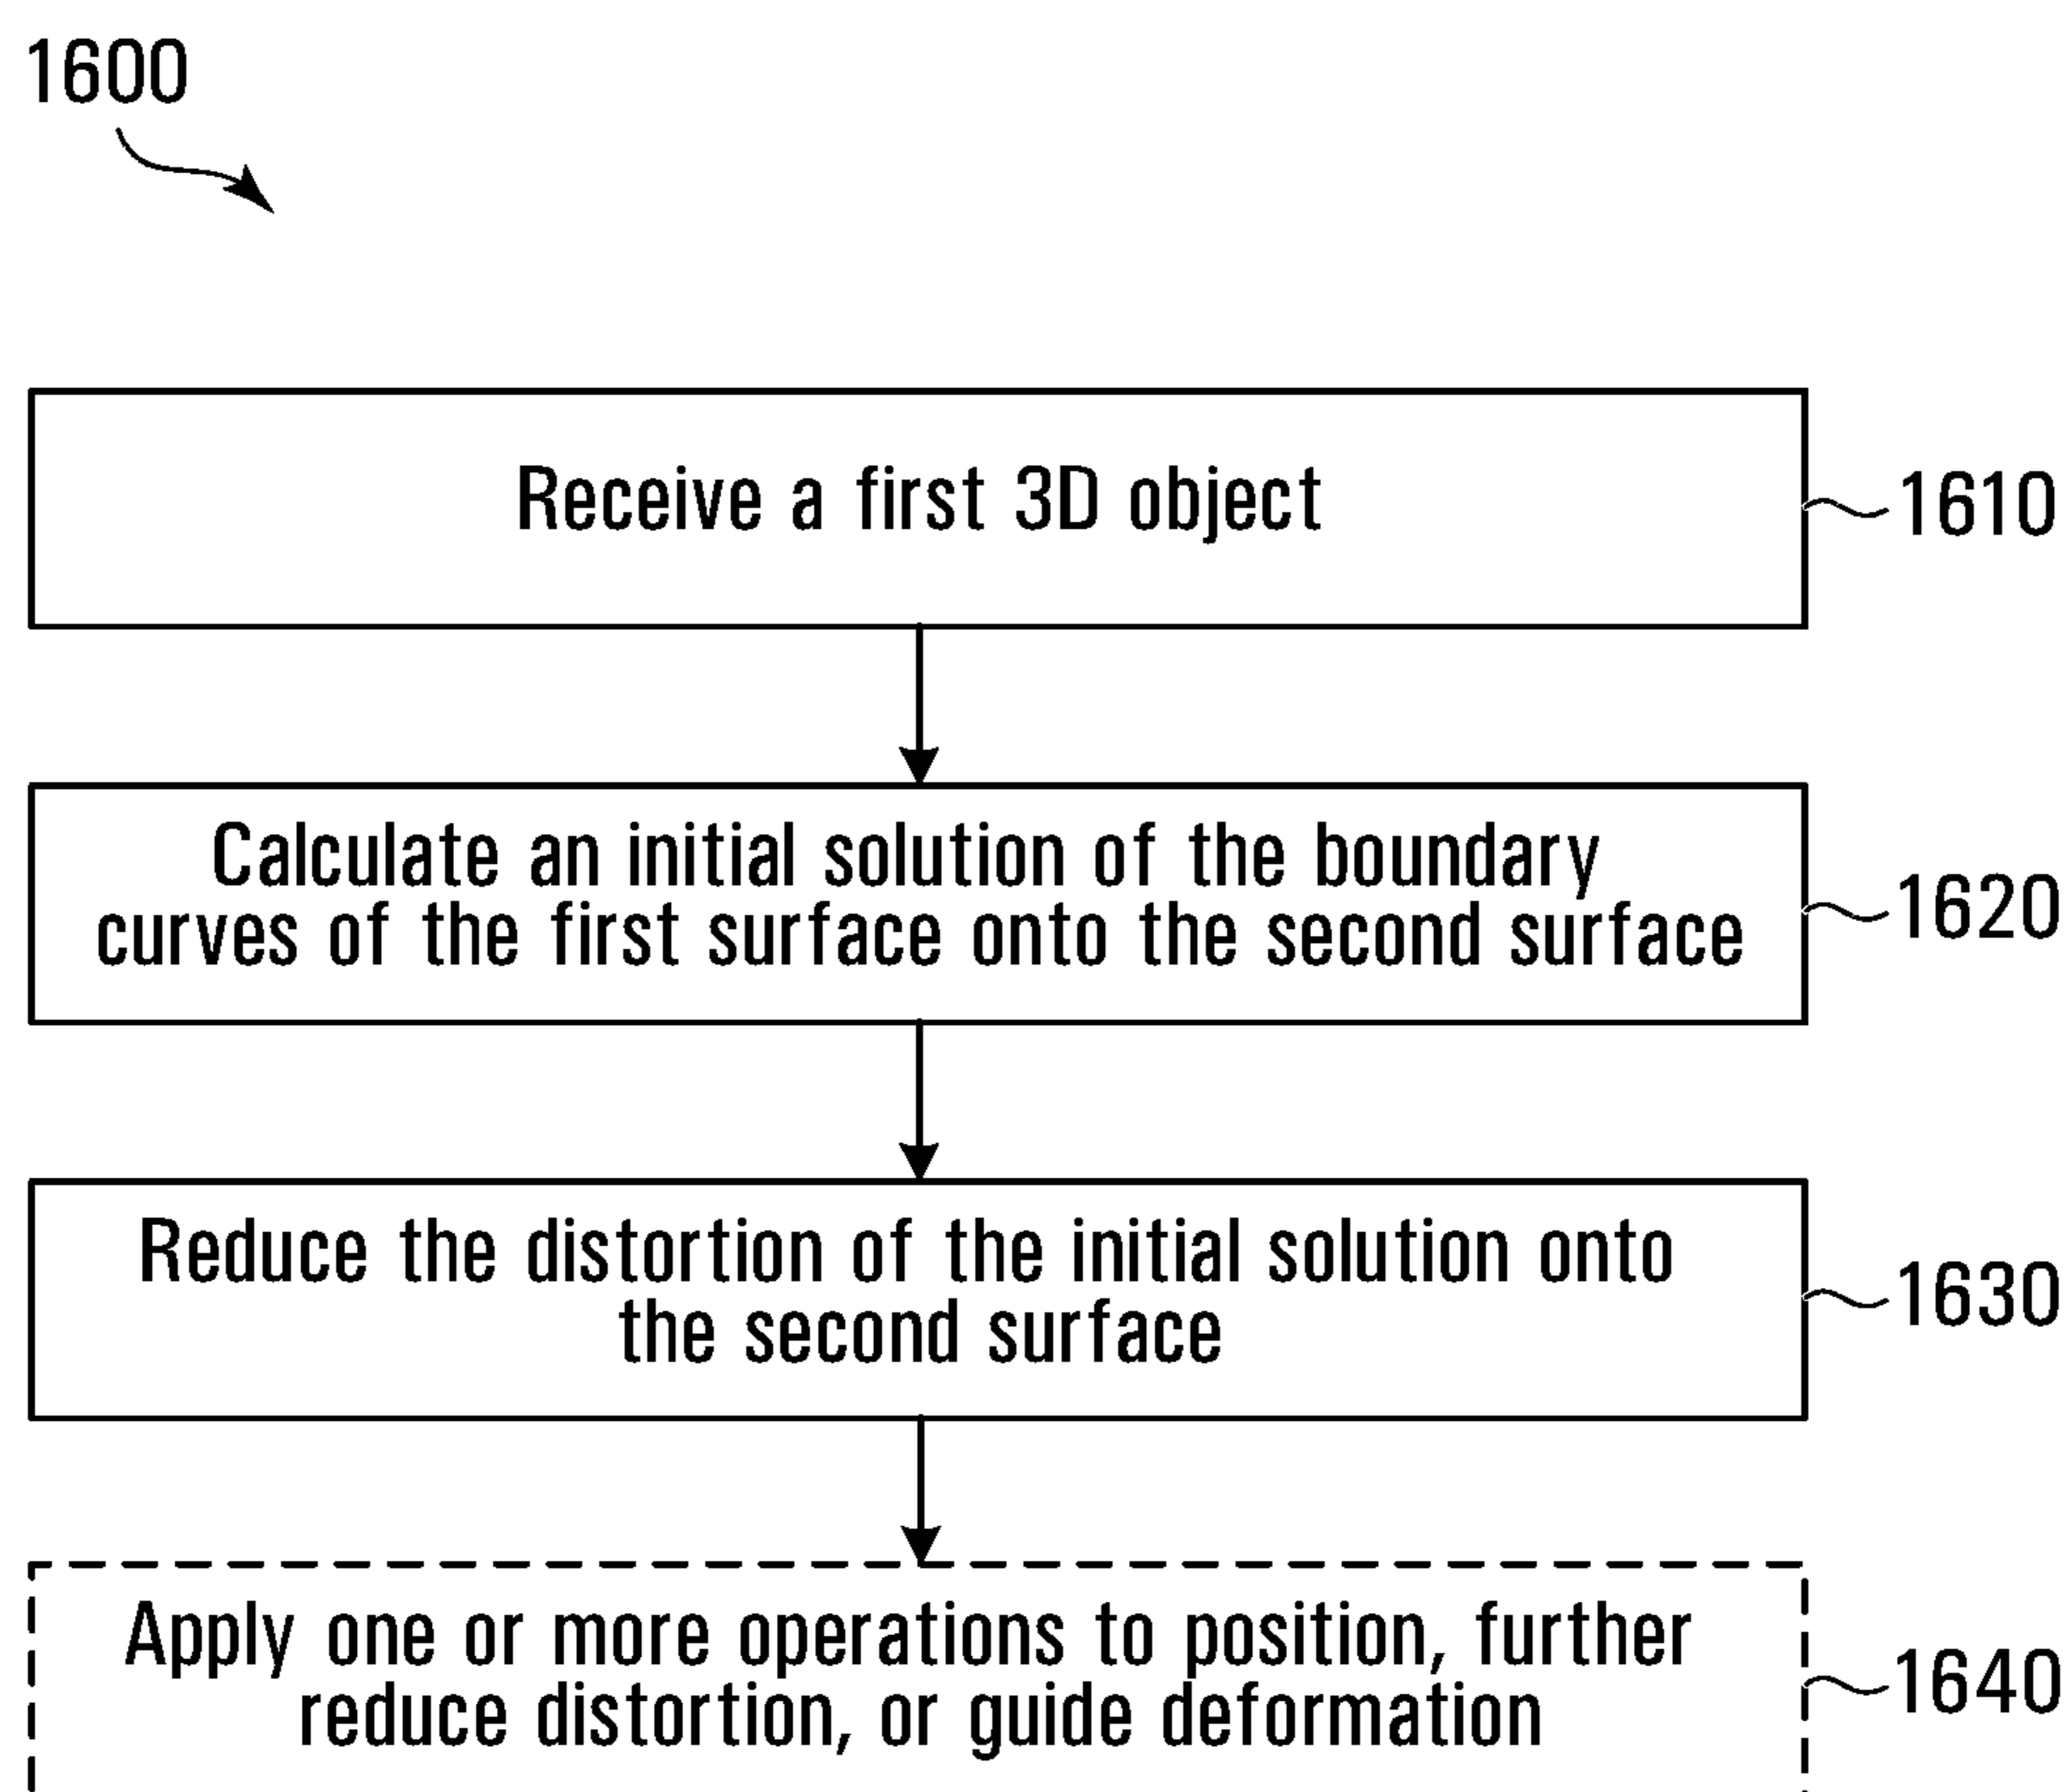 1600
Receive a first 3D object
1610
Calculate an initial solution of the boundary
curves of the first surface onto the second surface
1620
Reduce the distortion of the initial solution onto
the second surface
1630
Apply one or more operations to position, further
reduce distortion, or guide deformation
1640